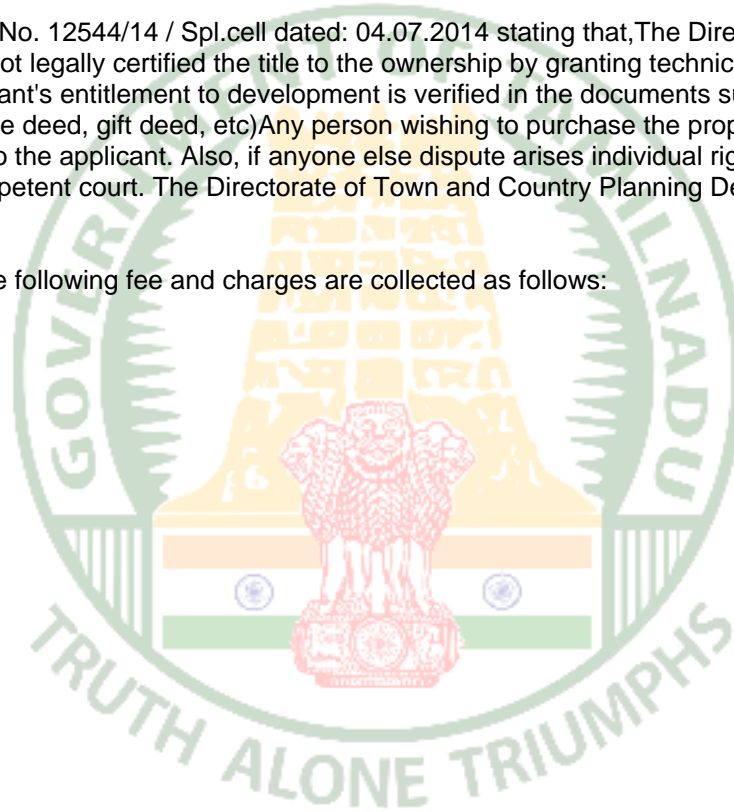 No. 12544/14 / Spl.cell dated: 04.07.2014 stating that,The Dire
ot legally certified the title to the ownership by granting technic
ant's entitlement to development is verified in the documents su
e deed, gift deed, etc)Any person wishing to purchase the prop
o the applicant. Also, if anyone else dispute arises individual rig
petent court. The Directorate of Town and Country Planning De
e following fee and charges are collected as follows:
GOVERNMENT OF TAMILNADU
TRUTH ALONE TRIUMPHS